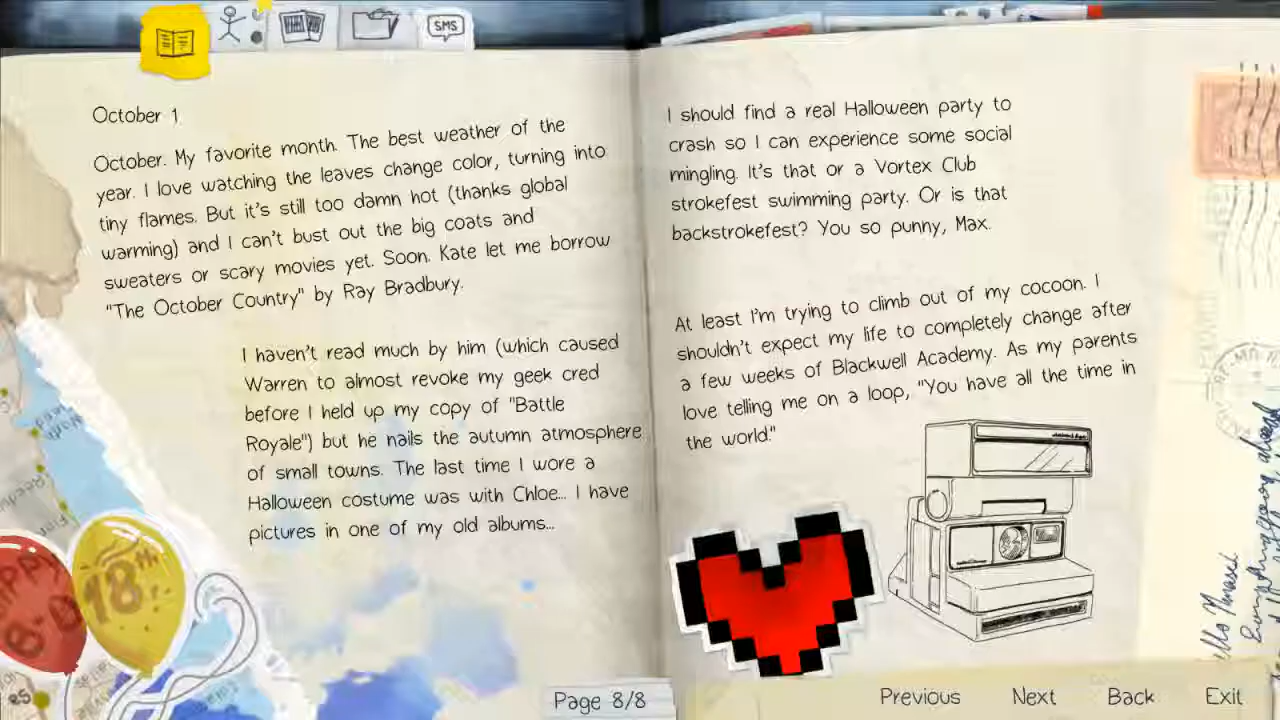 SMS
October 1
October. My favorite month. The best weather of the
year. I love watching the leaves change color, turning into
tiny flames. But it's still too damn hot (thanks global
warming) and I can't bust out the big coats and
sweaters or scary movies yet. Soon. Kate let me borrow
"The October Country" by Ray Bradbury.
I haven't read much by him (which caused
Warren to almost revoke my geek cred
before I held up my copy of "Battle
Royale") but he nails the autumn atmosphere
of small towns. The last time I wore a
Halloween costume was with Chloe... I have
pictures in one of my old albums...
18TH
I should find a real Halloween party to
crash so I can experience some social
mingling. It's that or a Vortex Club
strokefest swimming party. Or is that
backstrokefest? You so punny, Max.
At least I'm trying to climb out of my cocoon. I
shouldn't expect my life to completely change after
a few weeks of Blackwell Academy. As my parents
love telling me on a loop, "You have all the time in
the world."
Page 8/8
Previous
Next
Back
Exit